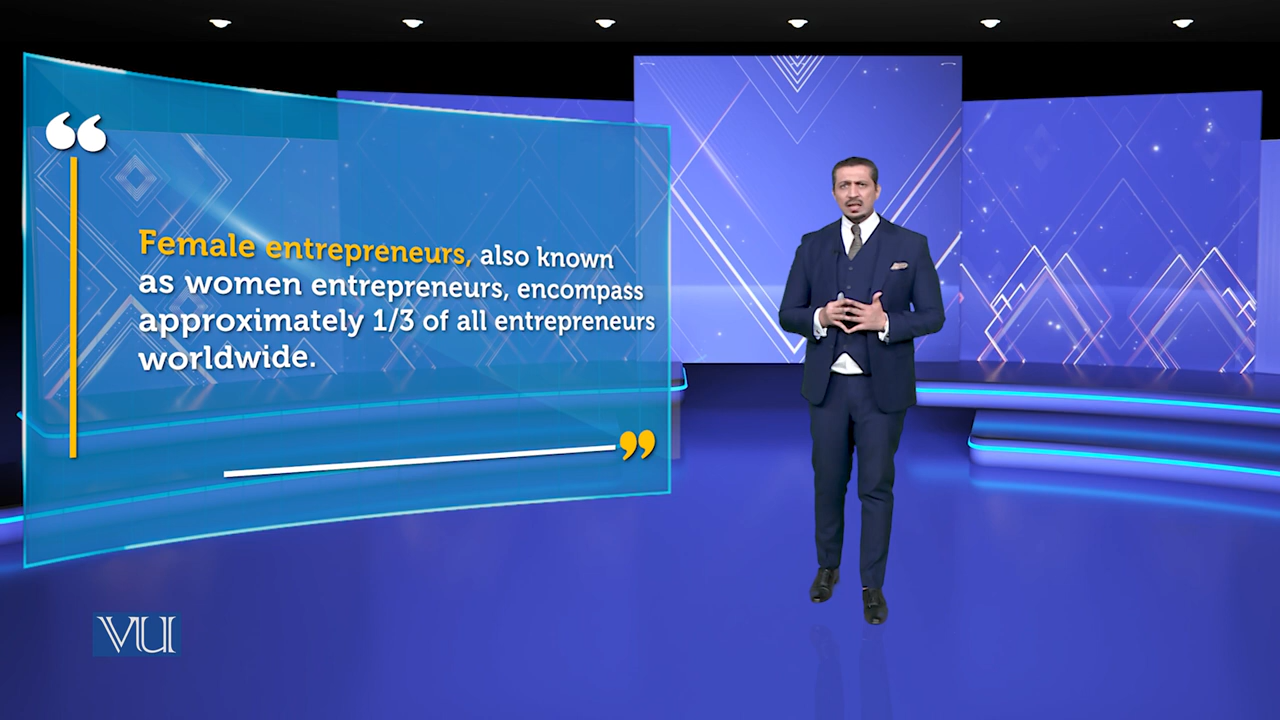 Female entrepreneurs, also known
as women entrepreneurs, encompass
approximately 1/3 of all entrepreneurs
worldwide.
VU